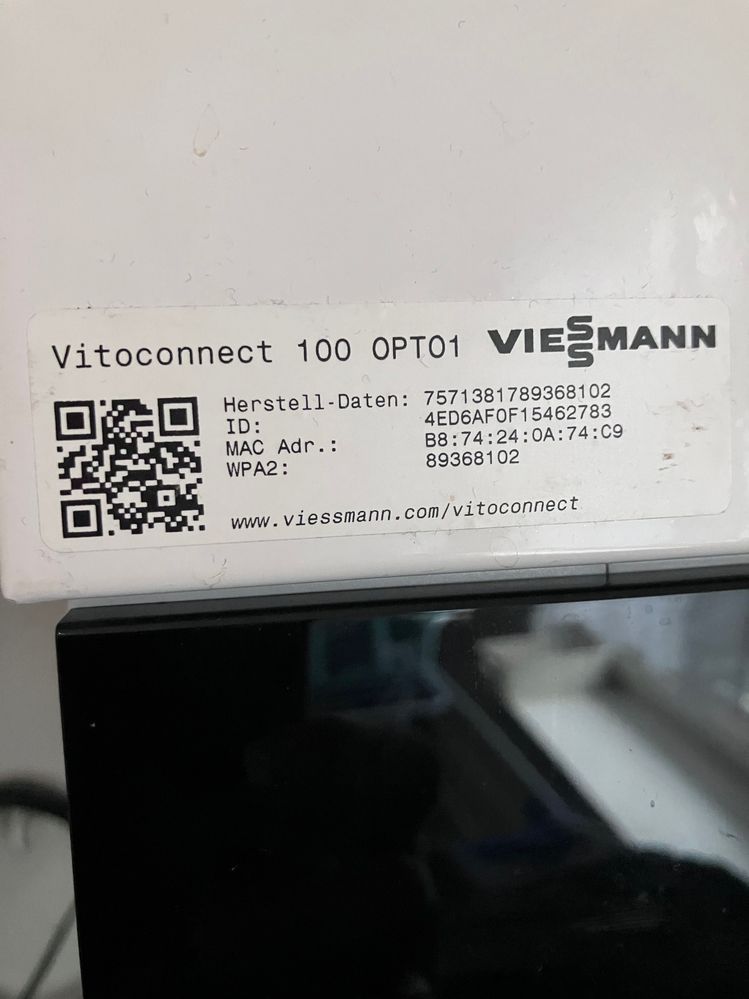 Vitoconnect 100 OPTO1 VIESSMANN
Herstell-Daten: 7571381789368102
ID: 4ED6AF0F15462783
MAC Adr.: B8:74:24:0A:74:C9
WPA2: 89368102
www.viessmann.com/vitoconnect